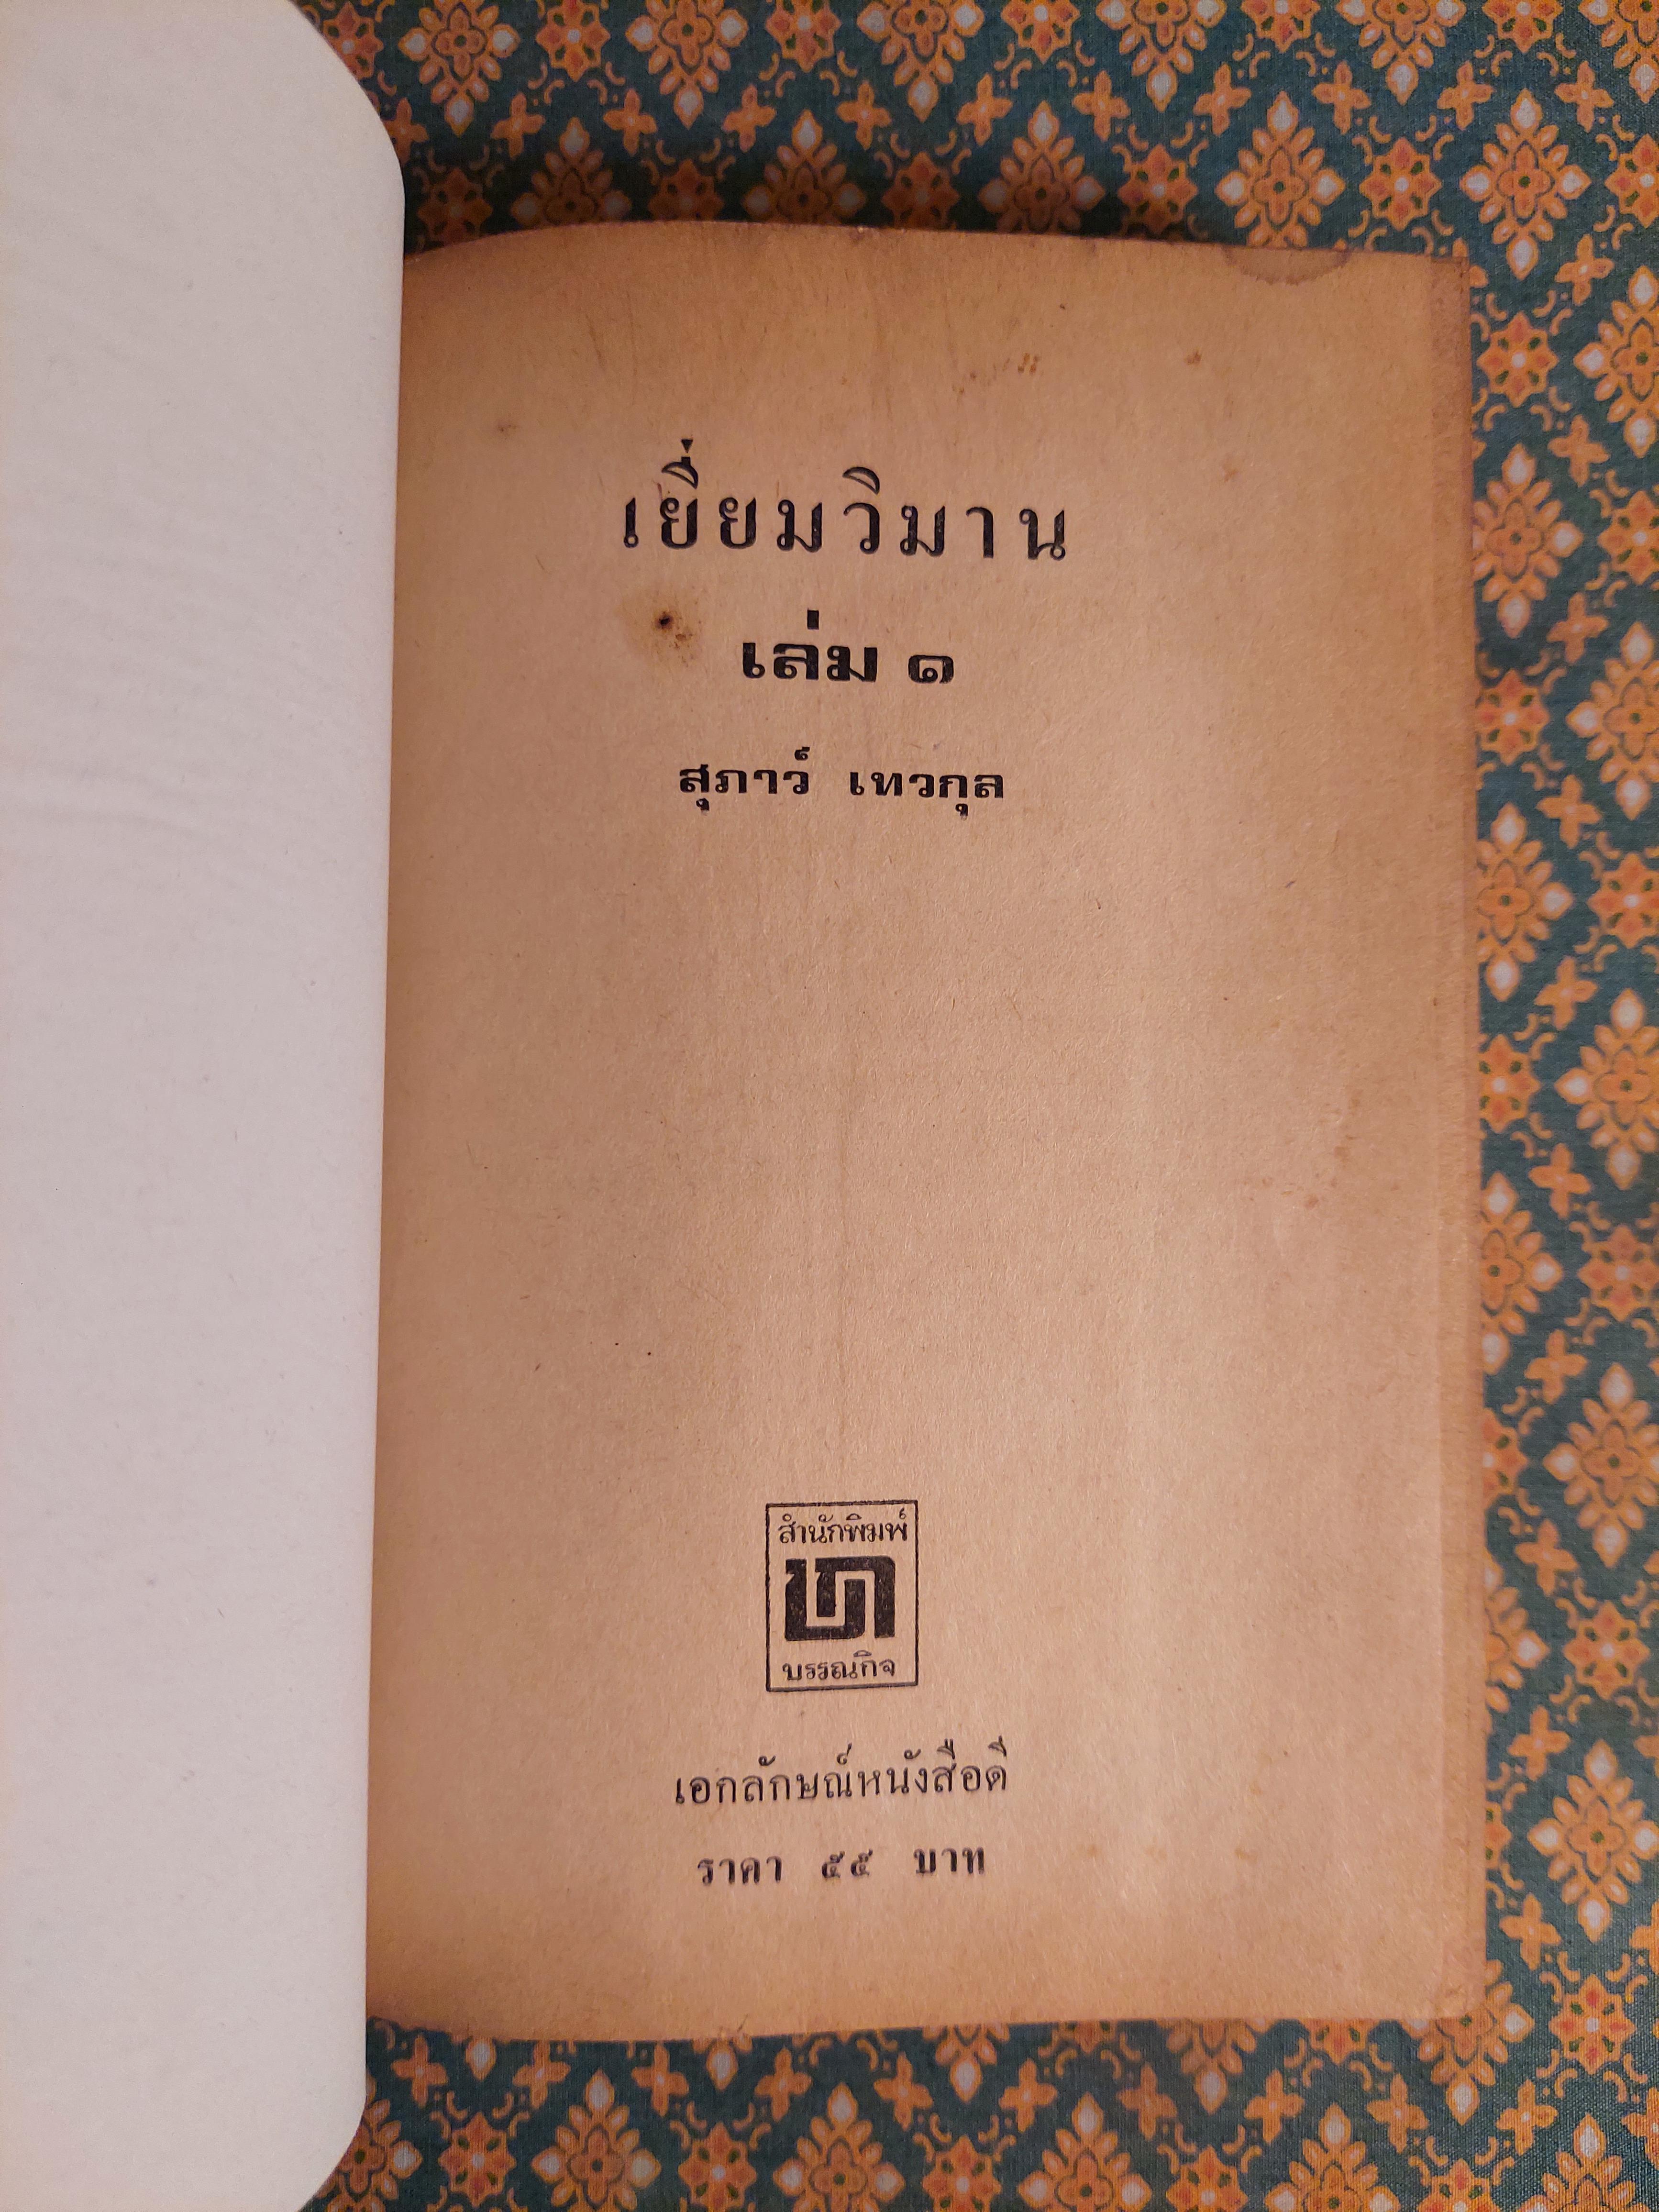 เยี่ยมวิมาน
เล่ม ๑
สุภาว์ เทวกุล
สำนักพิมพ์
บรรณกิจ
เอกลักษณ์หนังสือดี
ราคา ๕๕ บาท